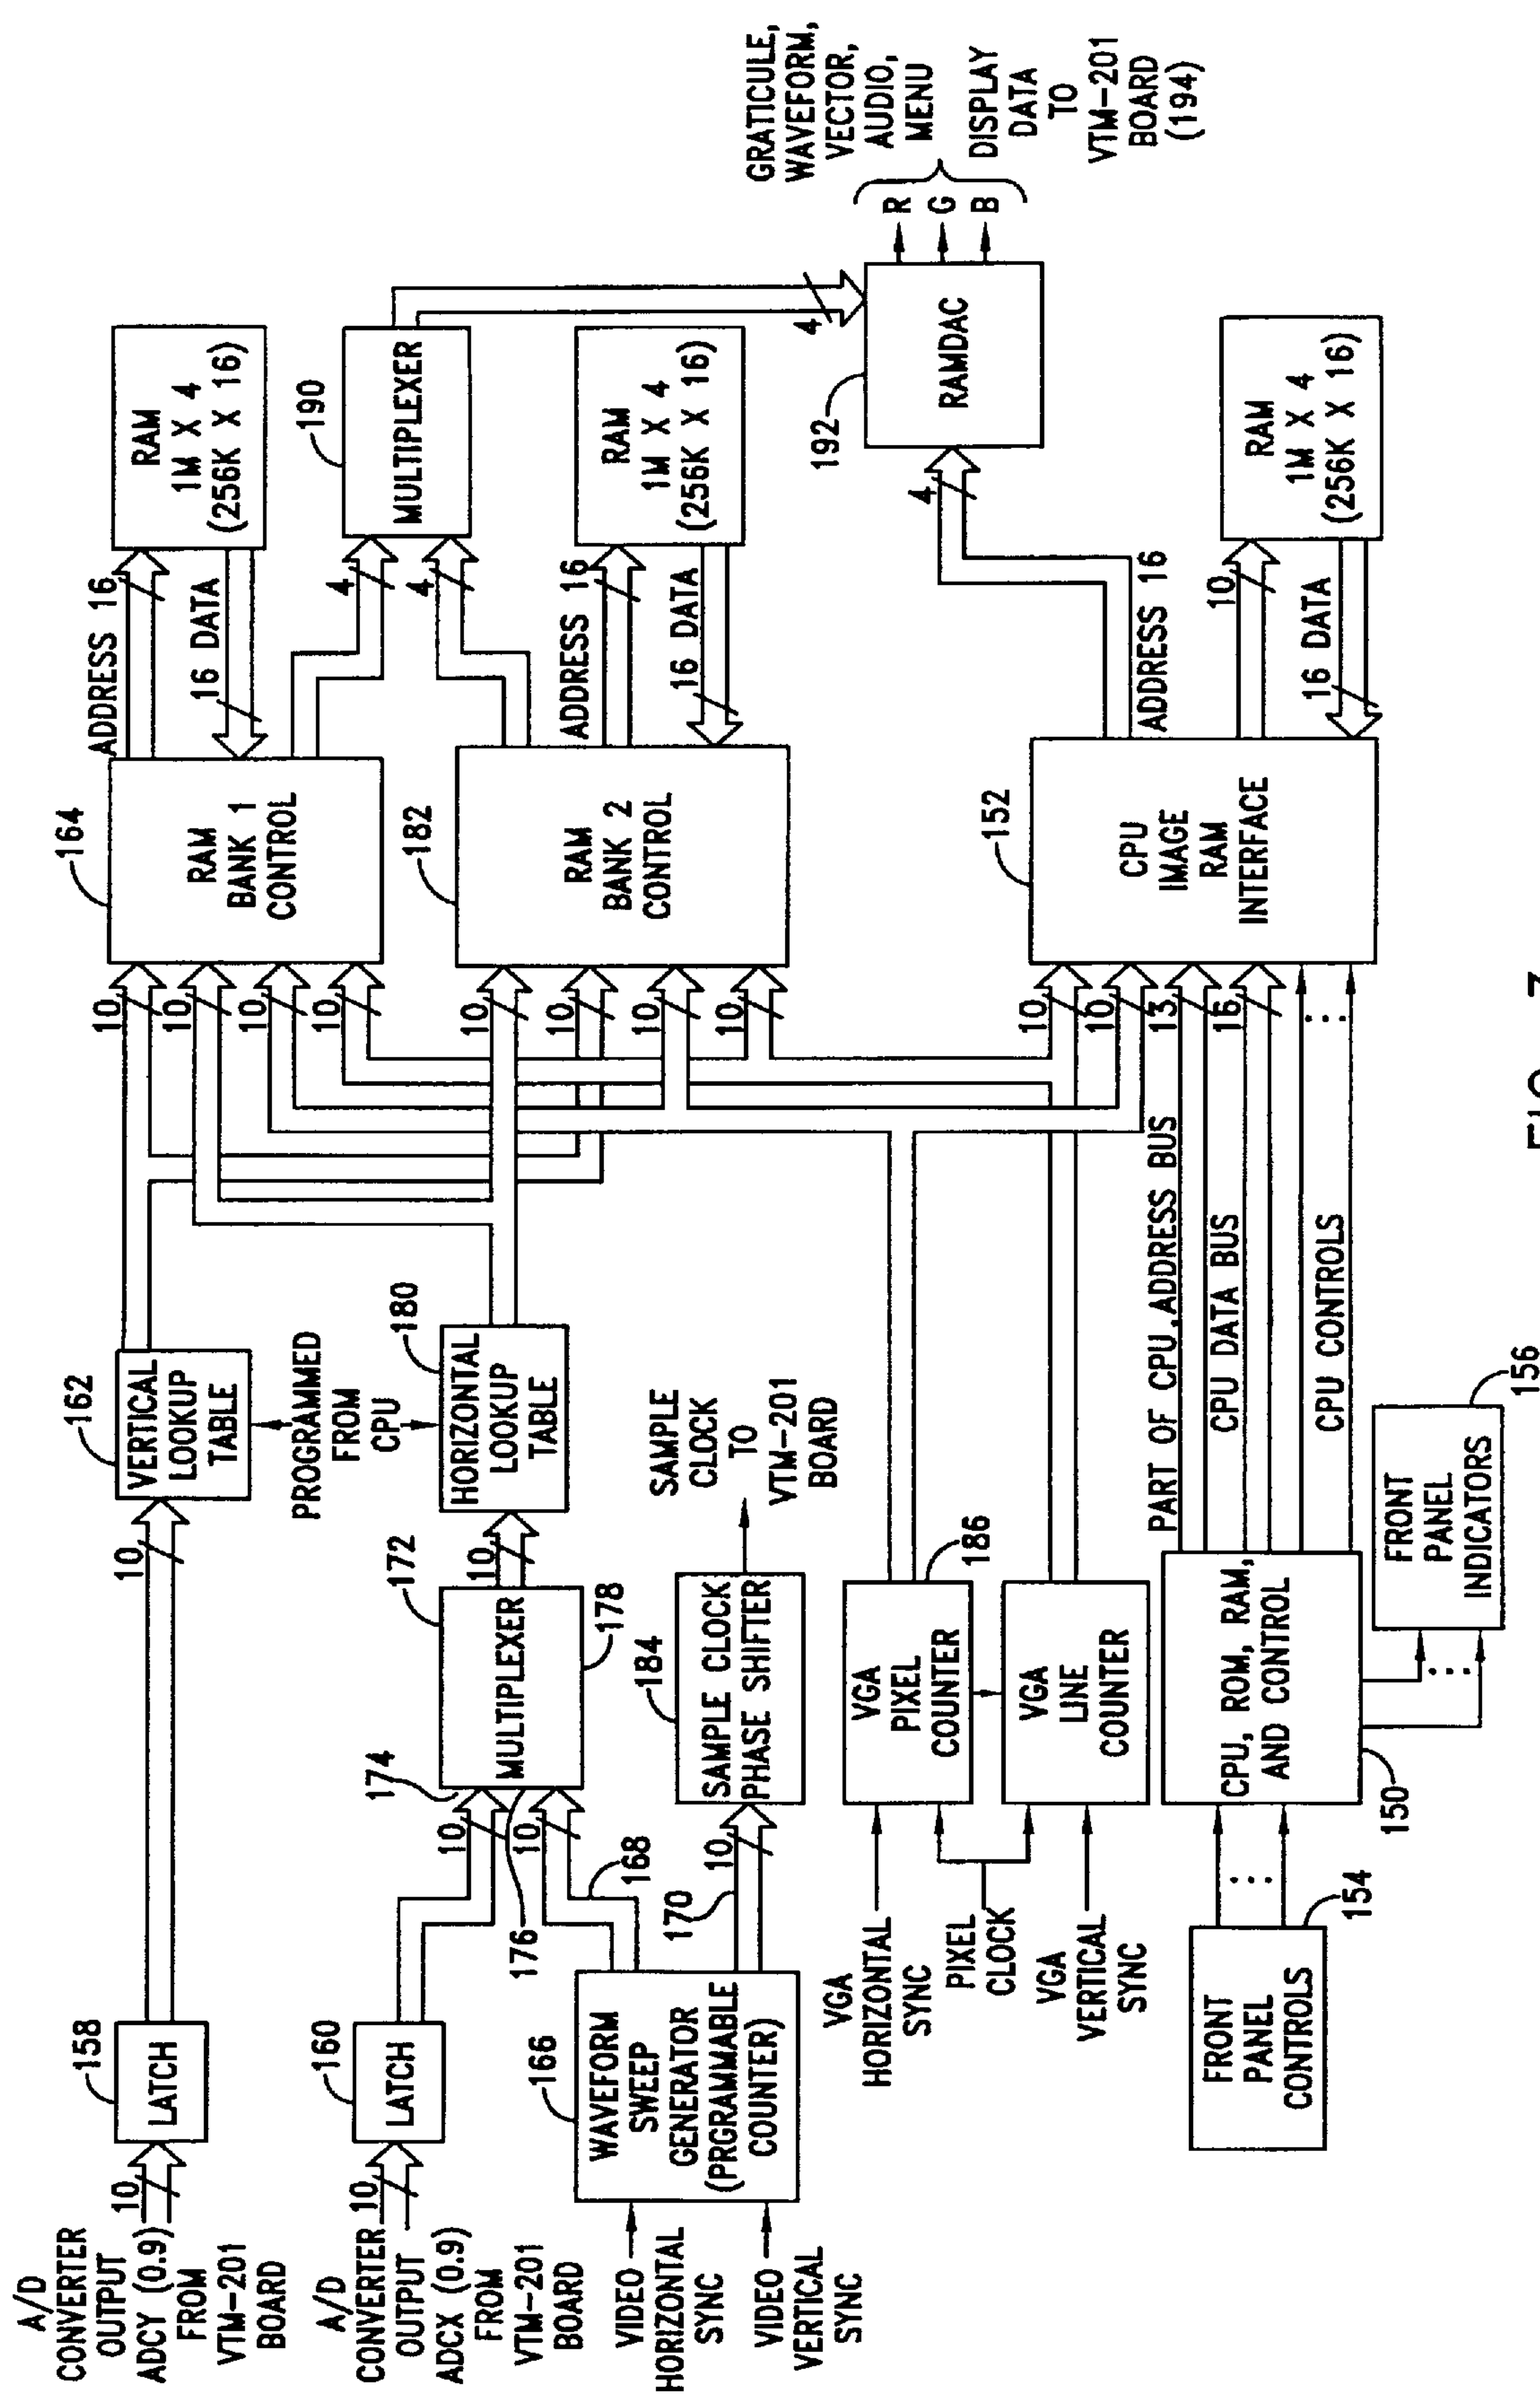 A/D
CONVERTER
OUTPUT
ADCY (0.9)
FROM
VTM-201
BOARD
10
158
LATCH
10
162
VERTICAL
LOOKUP
TABLE
PROGRAMMED
FROM
CPU
A/D
CONVERTER
OUTPUT
ADCX (0.9)
FROM
VTM-201
BOARD
10
160
LATCH
174
10
10
176
168
172
MULTIPLEXER
178
10
180
HORIZONTAL
LOOKUP
TABLE
VIDEO
HORIZONTAL
SYNC
VIDEO
VERTICAL
SYNC
166
WAVEFORM
SWEEP
GENERATOR
(PRGRAMMABLE
COUNTER)
170
10
184
SAMPLE CLOCK
PHASE SHIFTER
SAMPLE
CLOCK
TO
VTM-201
BOARD
VGA
HORIZONTAL
SYNC
PIXEL
CLOCK
VGA
VERTICAL
SYNC
VGA
PIXEL
COUNTER
186
VGA
LINE
COUNTER
FRONT
PANEL
CONTROLS
154
CPU, ROM, RAM,
AND CONTROL
150
FRONT
PANEL
INDICATORS
156
PART OF CPU,ADDRESS BUS
CPU DATA BUS
CPU CONTROLS
10
10
10
10
164
RAM
BANK 1
CONTROL
ADDRESS 16
16 DATA
RAM
1M X 4
(256K X 16)
10
10
10
10
182
RAM
BANK 2
CONTROL
4
4
190
MULTIPLEXER
ADDRESS 16
16 DATA
RAM
1M X 4
(256K X 16)
10
10
13
16
152
CPU
IMAGE
RAM
INTERFACE
ADDRESS 16
10
16 DATA
RAM
1M X 4
(256K X 16)
4
4
192
RAMDAC
R
G
B
GRATICULE,
WAVEFORM,
VECTOR,
AUDIO,
MENU
DISPLAY
DATA
TO
VTM-201
BOARD
(194)